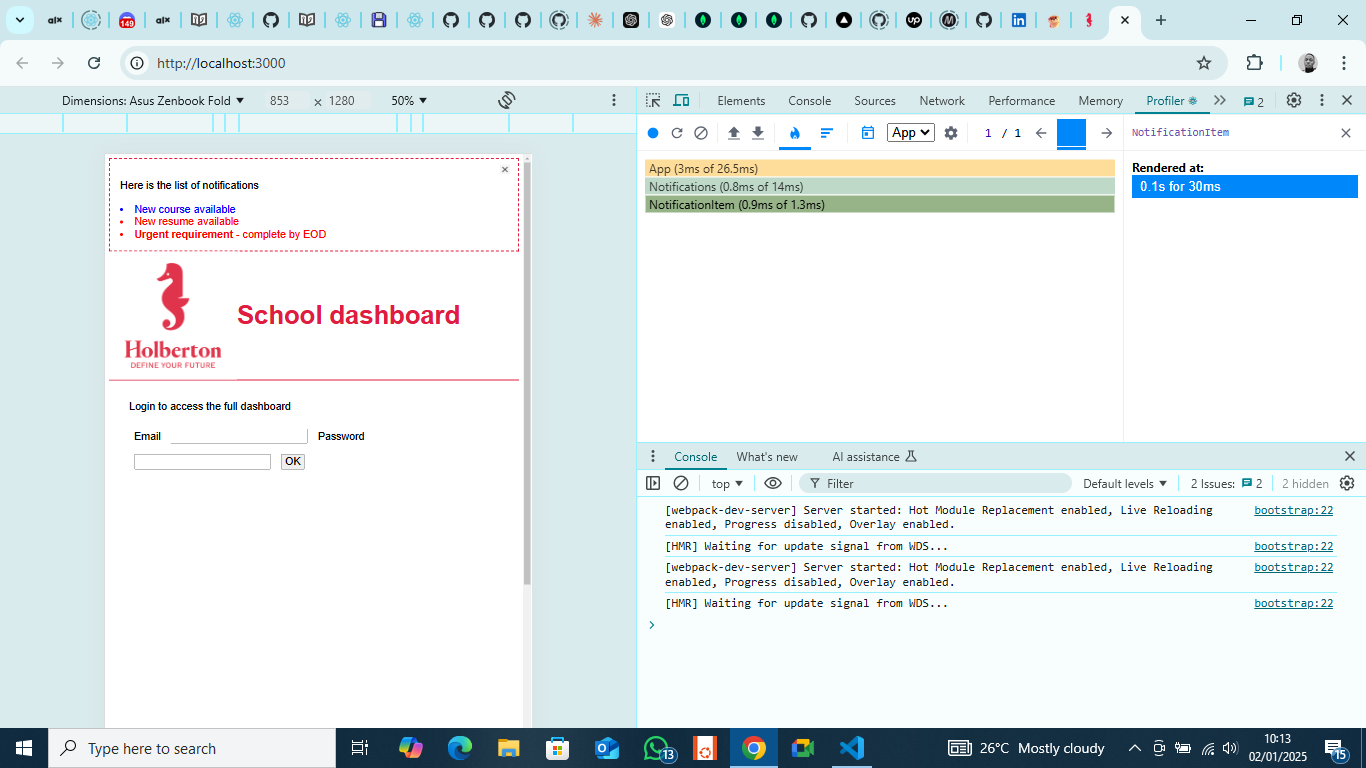 alx
149
alx
http://localhost:3000
Dimensions: Asus Zenbook Fold
853
×
1280
50%
Elements
Console
Sources
Network
Performance
Memory
Profiler
2
App
1 / 1
NotificationItem
App (3ms of 26.5ms)
Notifications (0.8ms of 14ms)
NotificationItem (0.9ms of 1.3ms)
Rendered at:
0.1s for 30ms
×
Here is the list of notifications
New course available
New resume available
Urgent requirement - complete by EOD
Holberton
DEFINE YOUR FUTURE
School dashboard
Login to access the full dashboard
Email
Password
OK
Console
What's new
AI assistance
top
Filter
Default levels
2 Issues:
2
2 hidden
[webpack-dev-server] Server started: Hot Module Replacement enabled, Live Reloading
bootstrap:22
enabled, Progress disabled, Overlay enabled.
[HMR] Waiting for update signal from WDS...
bootstrap:22
[webpack-dev-server] Server started: Hot Module Replacement enabled, Live Reloading
bootstrap:22
enabled, Progress disabled, Overlay enabled.
[HMR] Waiting for update signal from WDS...
bootstrap:22
Type here to search
13
26°C Mostly cloudy
10:13
02/01/2025
15